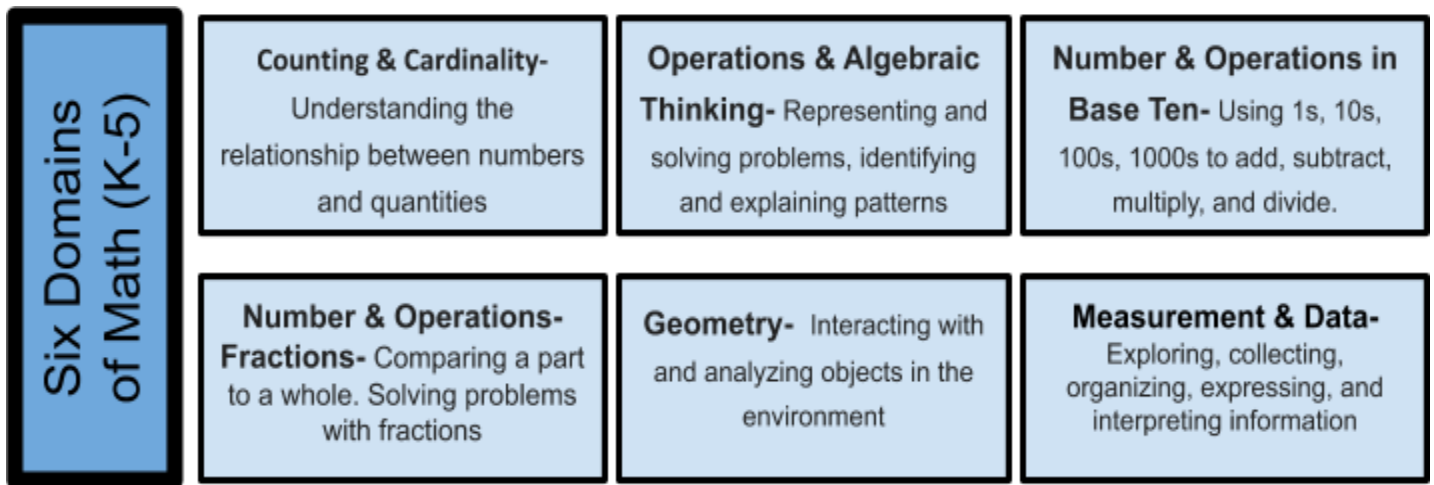 Six Domains
of Math (K-5)
Counting & Cardinality-
Understanding the
relationship between numbers
and quantities
Operations & Algebraic
Thinking- Representing and
solving problems, identifying
and explaining patterns
Number & Operations in
Base Ten- Using 1s, 10s,
100s, 1000s to add, subtract,
multiply, and divide.
Number & Operations-
Fractions- Comparing a part
to a whole. Solving problems
with fractions
Geometry- Interacting with
and analyzing objects in the
environment
Measurement & Data-
Exploring, collecting,
organizing, expressing, and
interpreting information